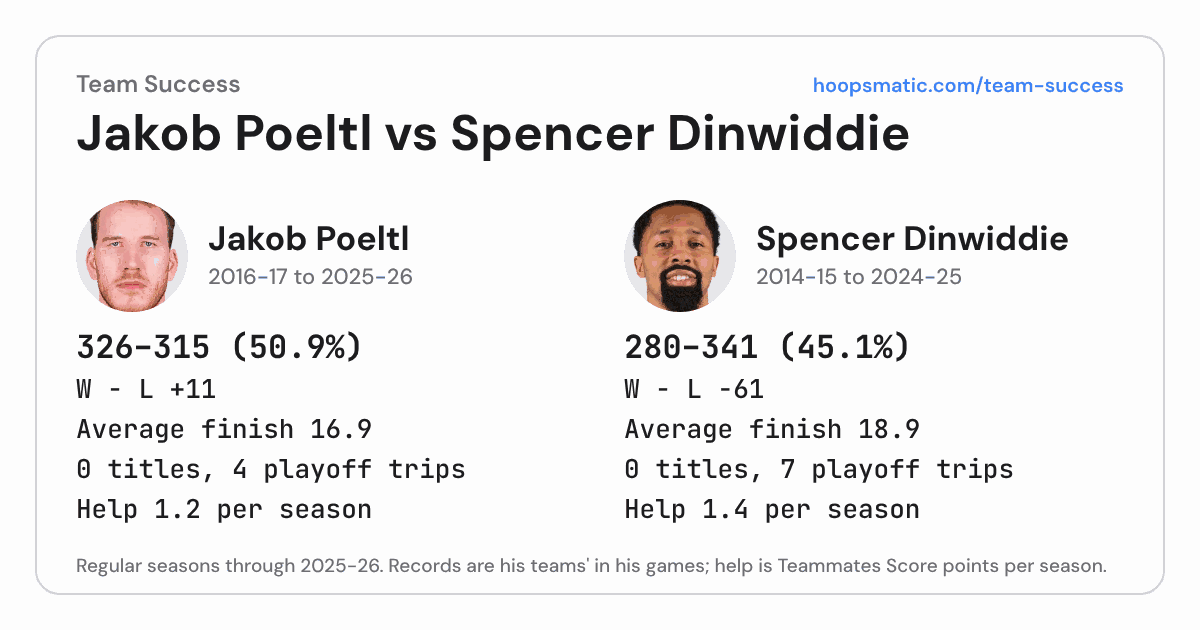 Team Success
hoopsmatic.com/team-success
Jakob Poeltl vs Spencer Dinwiddie
Jakob Poeltl
2016–17 to 2025–26
326–315 (50.9%)
W - L +11
Average finish 16.9
0 titles, 4 playoff trips
Help 1.2 per season
Spencer Dinwiddie
2014–15 to 2024–25
280–341 (45.1%)
W - L -61
Average finish 18.9
0 titles, 7 playoff trips
Help 1.4 per season
Regular seasons through 2025-26. Records are his teams' in his games; help is Teammates Score points per season.